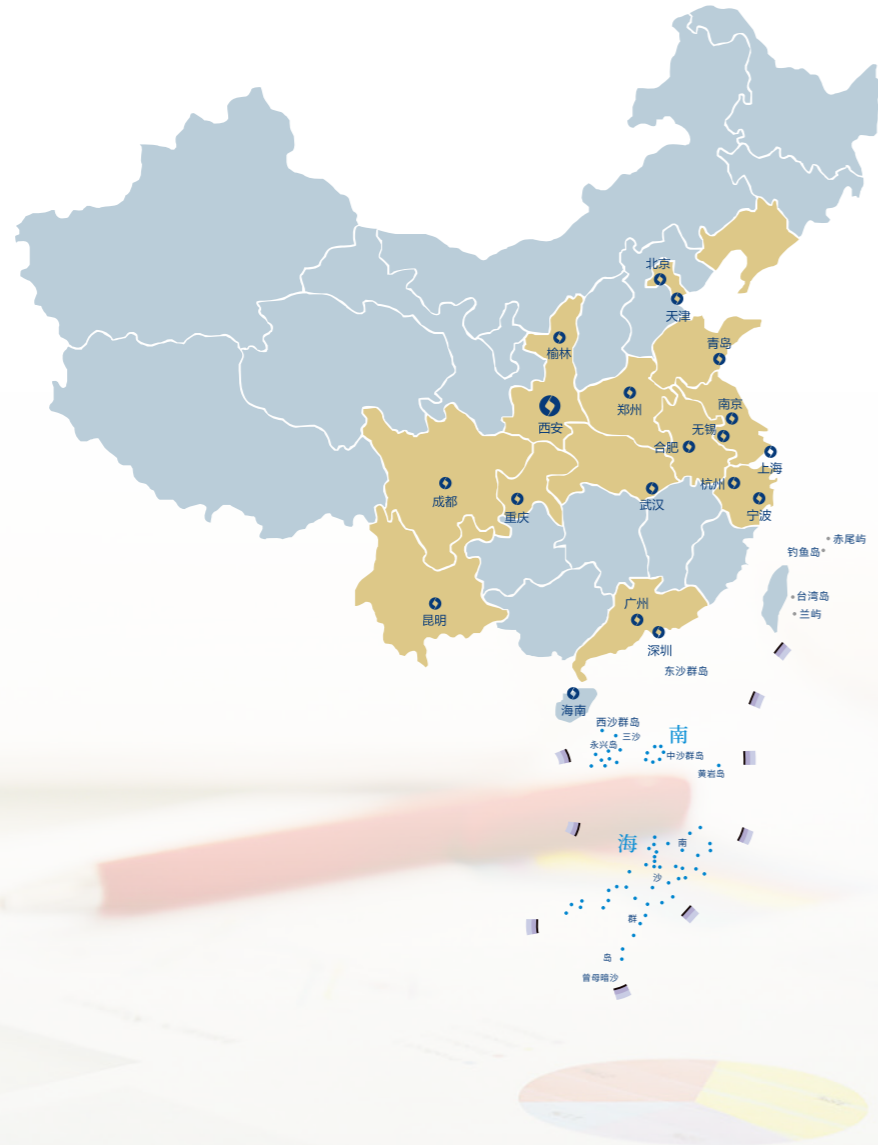 北京
天津
青岛
榆林
郑州
南京
西安
无锡
合肥
上海
成都
杭州
重庆
武汉
宁波
赤尾屿
钓鱼岛
台湾岛
广州
兰屿
昆明
深圳
东沙群岛
海南
西沙群岛
三沙
南
永兴岛
中沙群岛
黄岩岛
海
南
沙
群
岛
曾母暗沙